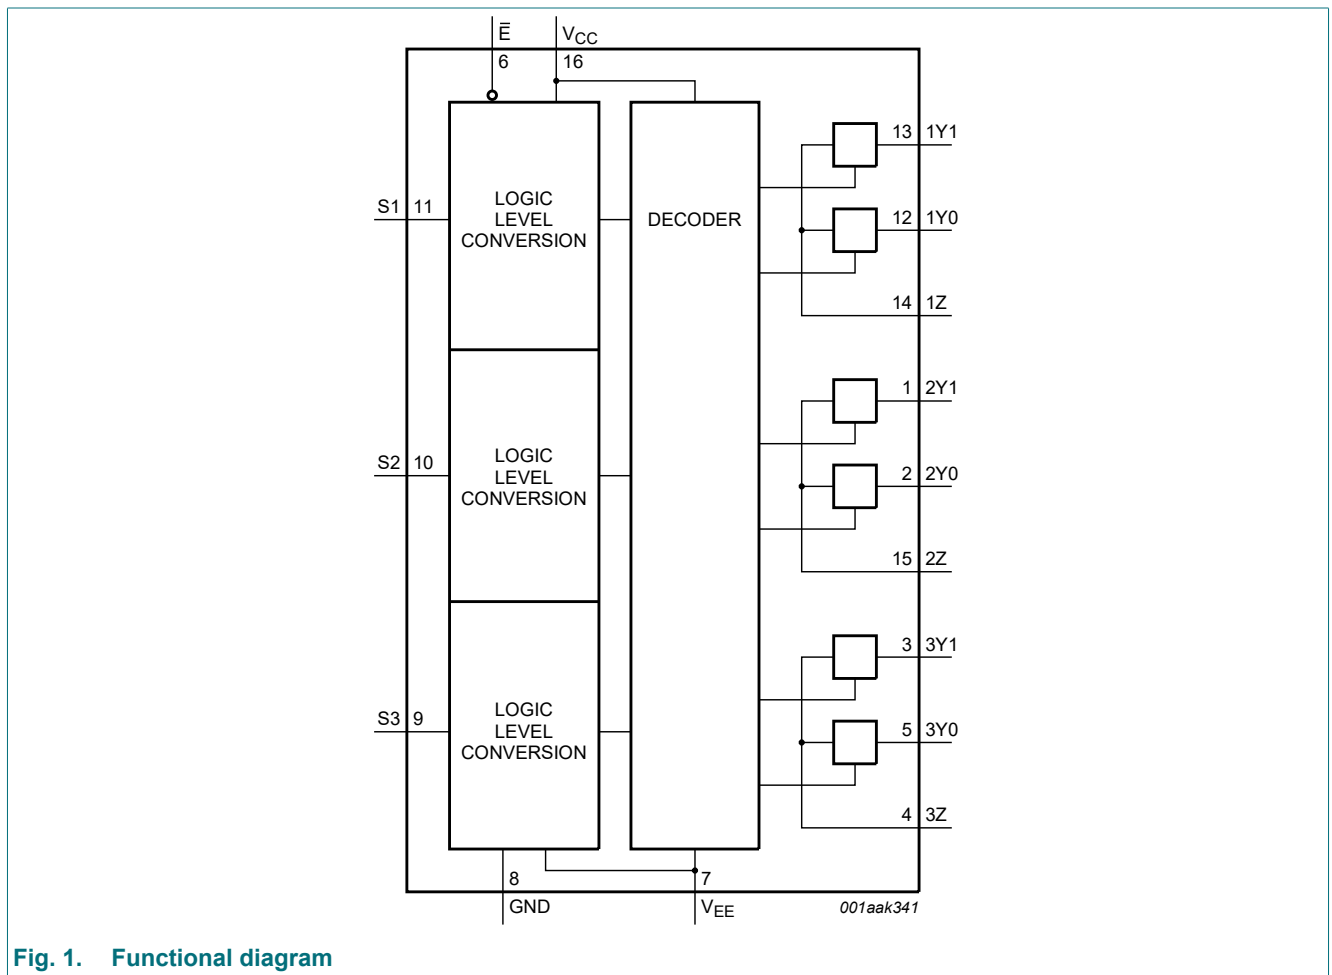 E̅ VCC
6 16
13 1Y1
LOGIC
LEVEL
CONVERSION
S1 11
DECODER
12 1Y0
14 1Z
1 2Y1
S2 10
LOGIC
LEVEL
CONVERSION
2 2Y0
15 2Z
3 3Y1
S3 9
LOGIC
LEVEL
CONVERSION
5 3Y0
4 3Z
8 7
GND VEE 001aak341
Fig. 1. Functional diagram